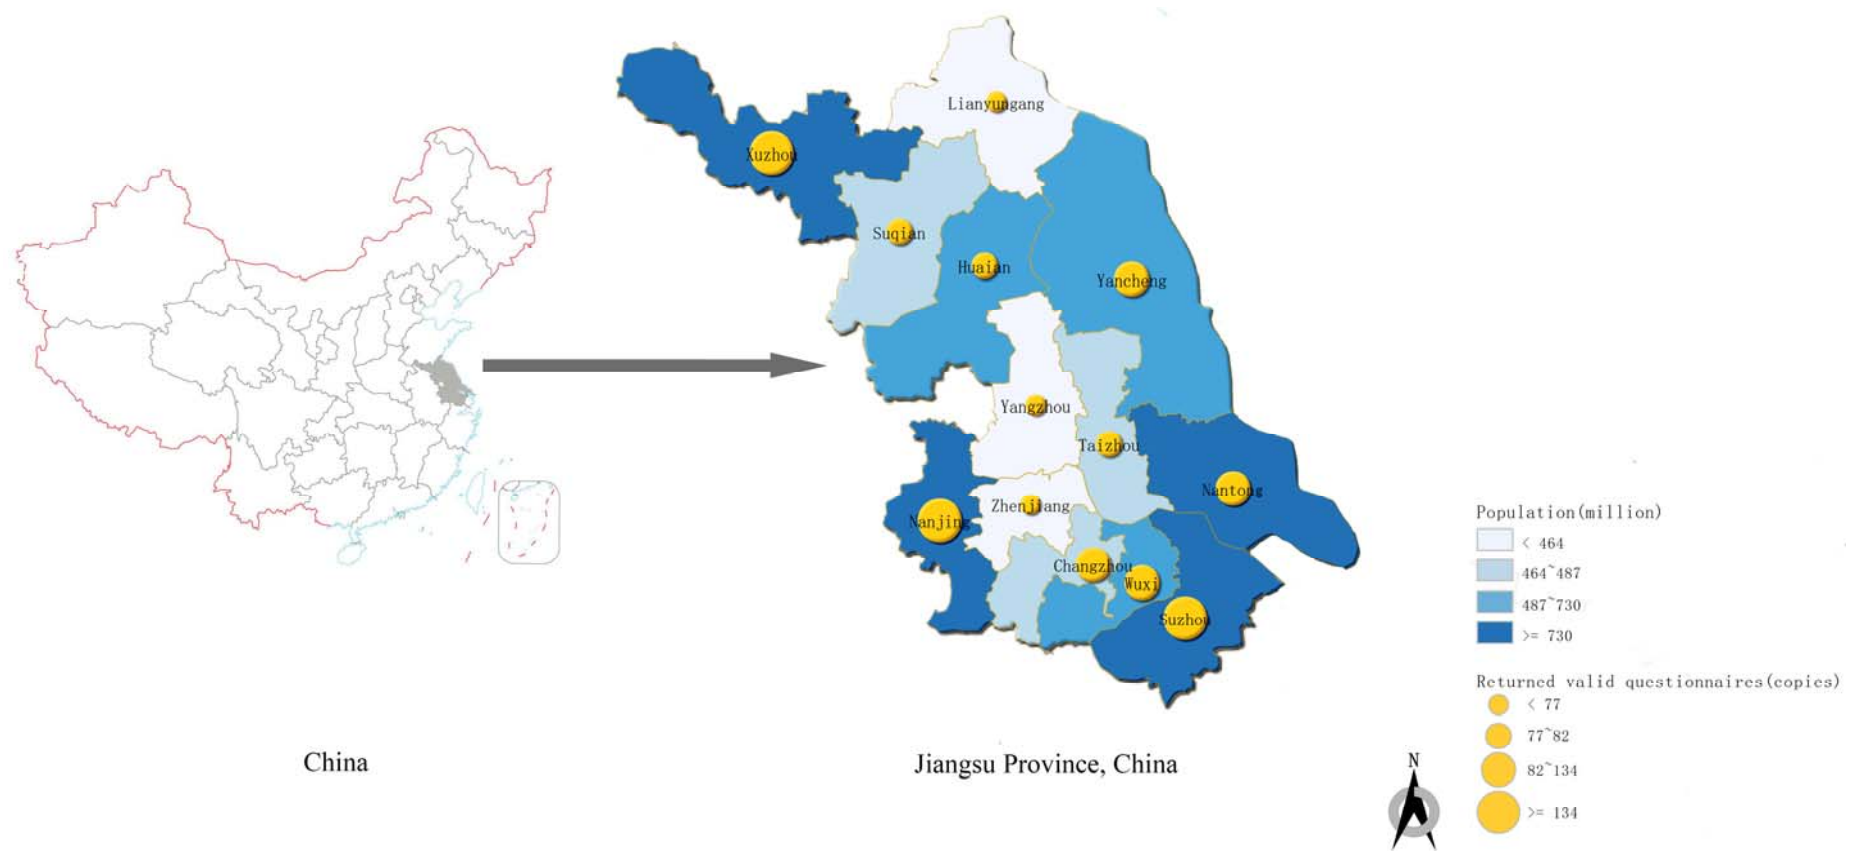 Lianyungang
Xuzhou
Suqian
Huaian
Yancheng
Yangzhou
Taizhou
Nantong
Zhenjiang
Nanjing
Changzhou
Wuxi
Suzhou
Population(million)
< 464
464~487
487~730
>= 730
Returned valid questionnaires(copies)
< 77
77~82
82~134
>= 134
N
China
Jiangsu Province, China